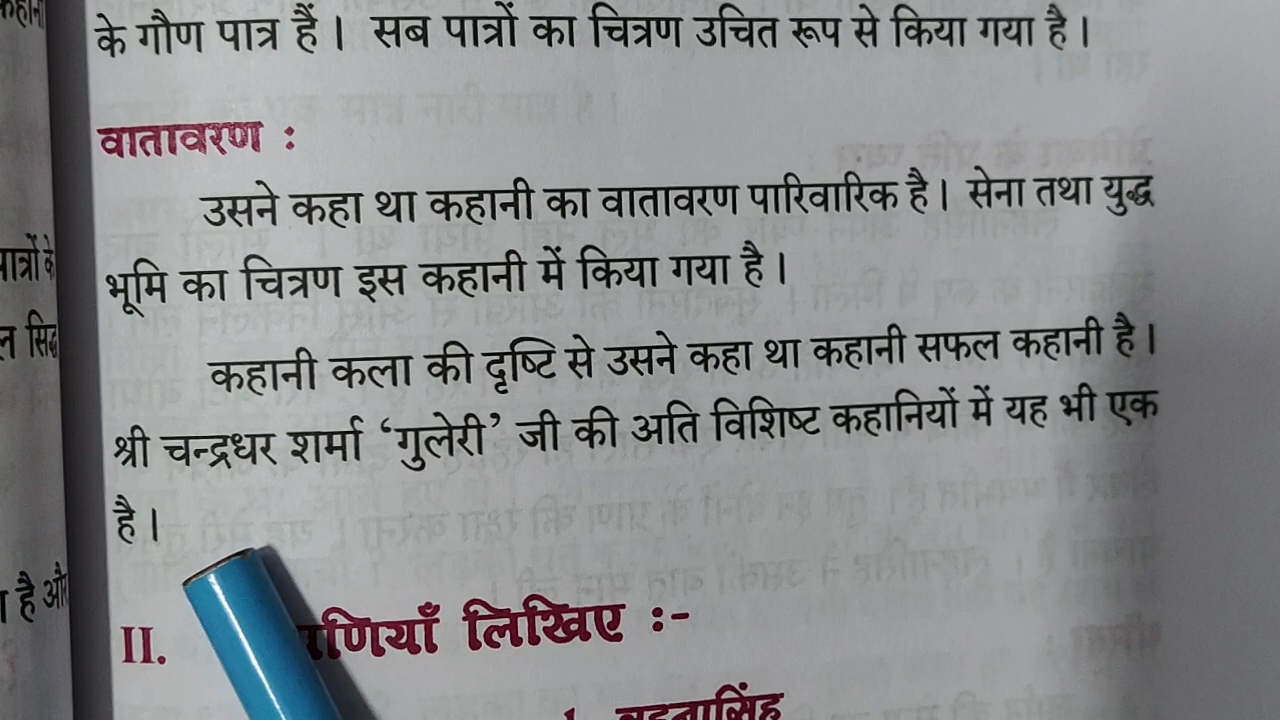 के गौण पात्र हैं। सब पात्रों का चित्रण उचित रूप से किया गया है।
वातावरण :
उसने कहा था कहानी का वातावरण पारिवारिक है। सेना तथा युद्ध
भूमि का चित्रण इस कहानी में किया गया है।
कहानी कला की दृष्टि से उसने कहा था कहानी सफल कहानी है।
श्री चन्द्रधर शर्मा ‘गुलेरी’ जी की अति विशिष्ट कहानियों में यह भी एक
है।
II. लिखिए :-